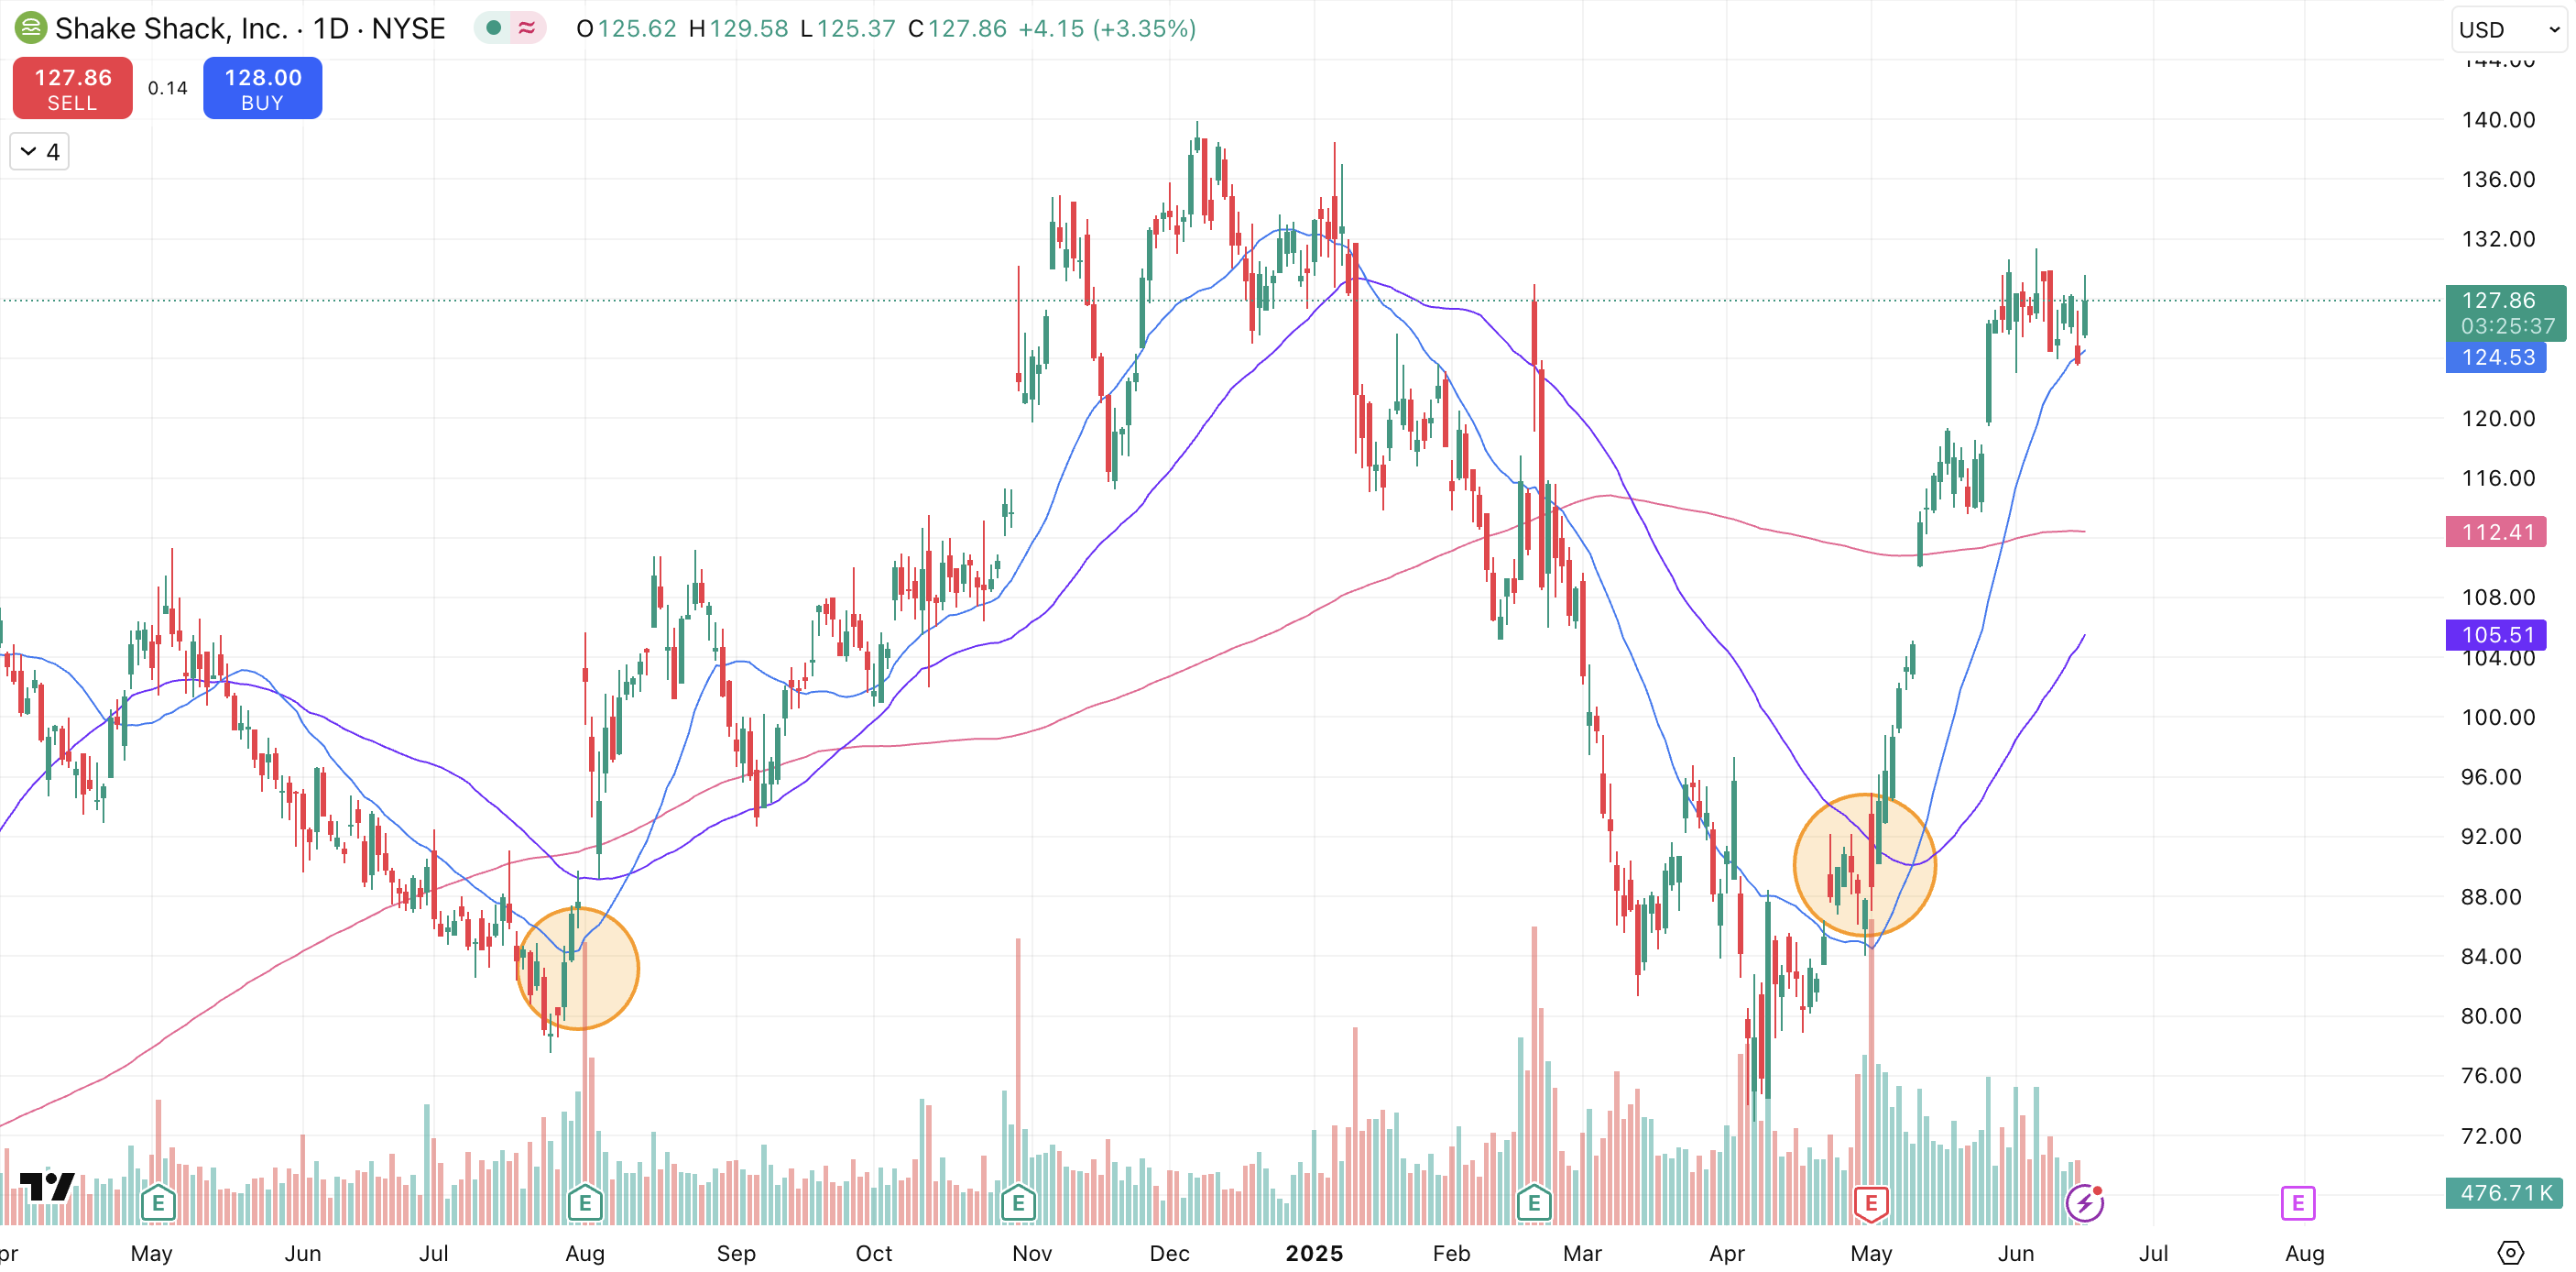 Shake Shack, Inc. · 1D · NYSE
≈
O125.62 H129.58 L125.37 C127.86 +4.15 (+3.35%)
USD
127.86
SELL
0.14
128.00
BUY
4
144.00
140.00
136.00
132.00
127.86
03:25:37
124.53
120.00
116.00
112.41
108.00
105.51
104.00
100.00
96.00
92.00
88.00
84.00
80.00
76.00
72.00
476.71K
E
E
E
E
E
E
May
Jun
Jul
Aug
Sep
Oct
Nov
Dec
2025
Feb
Mar
Apr
May
Jun
Jul
Aug